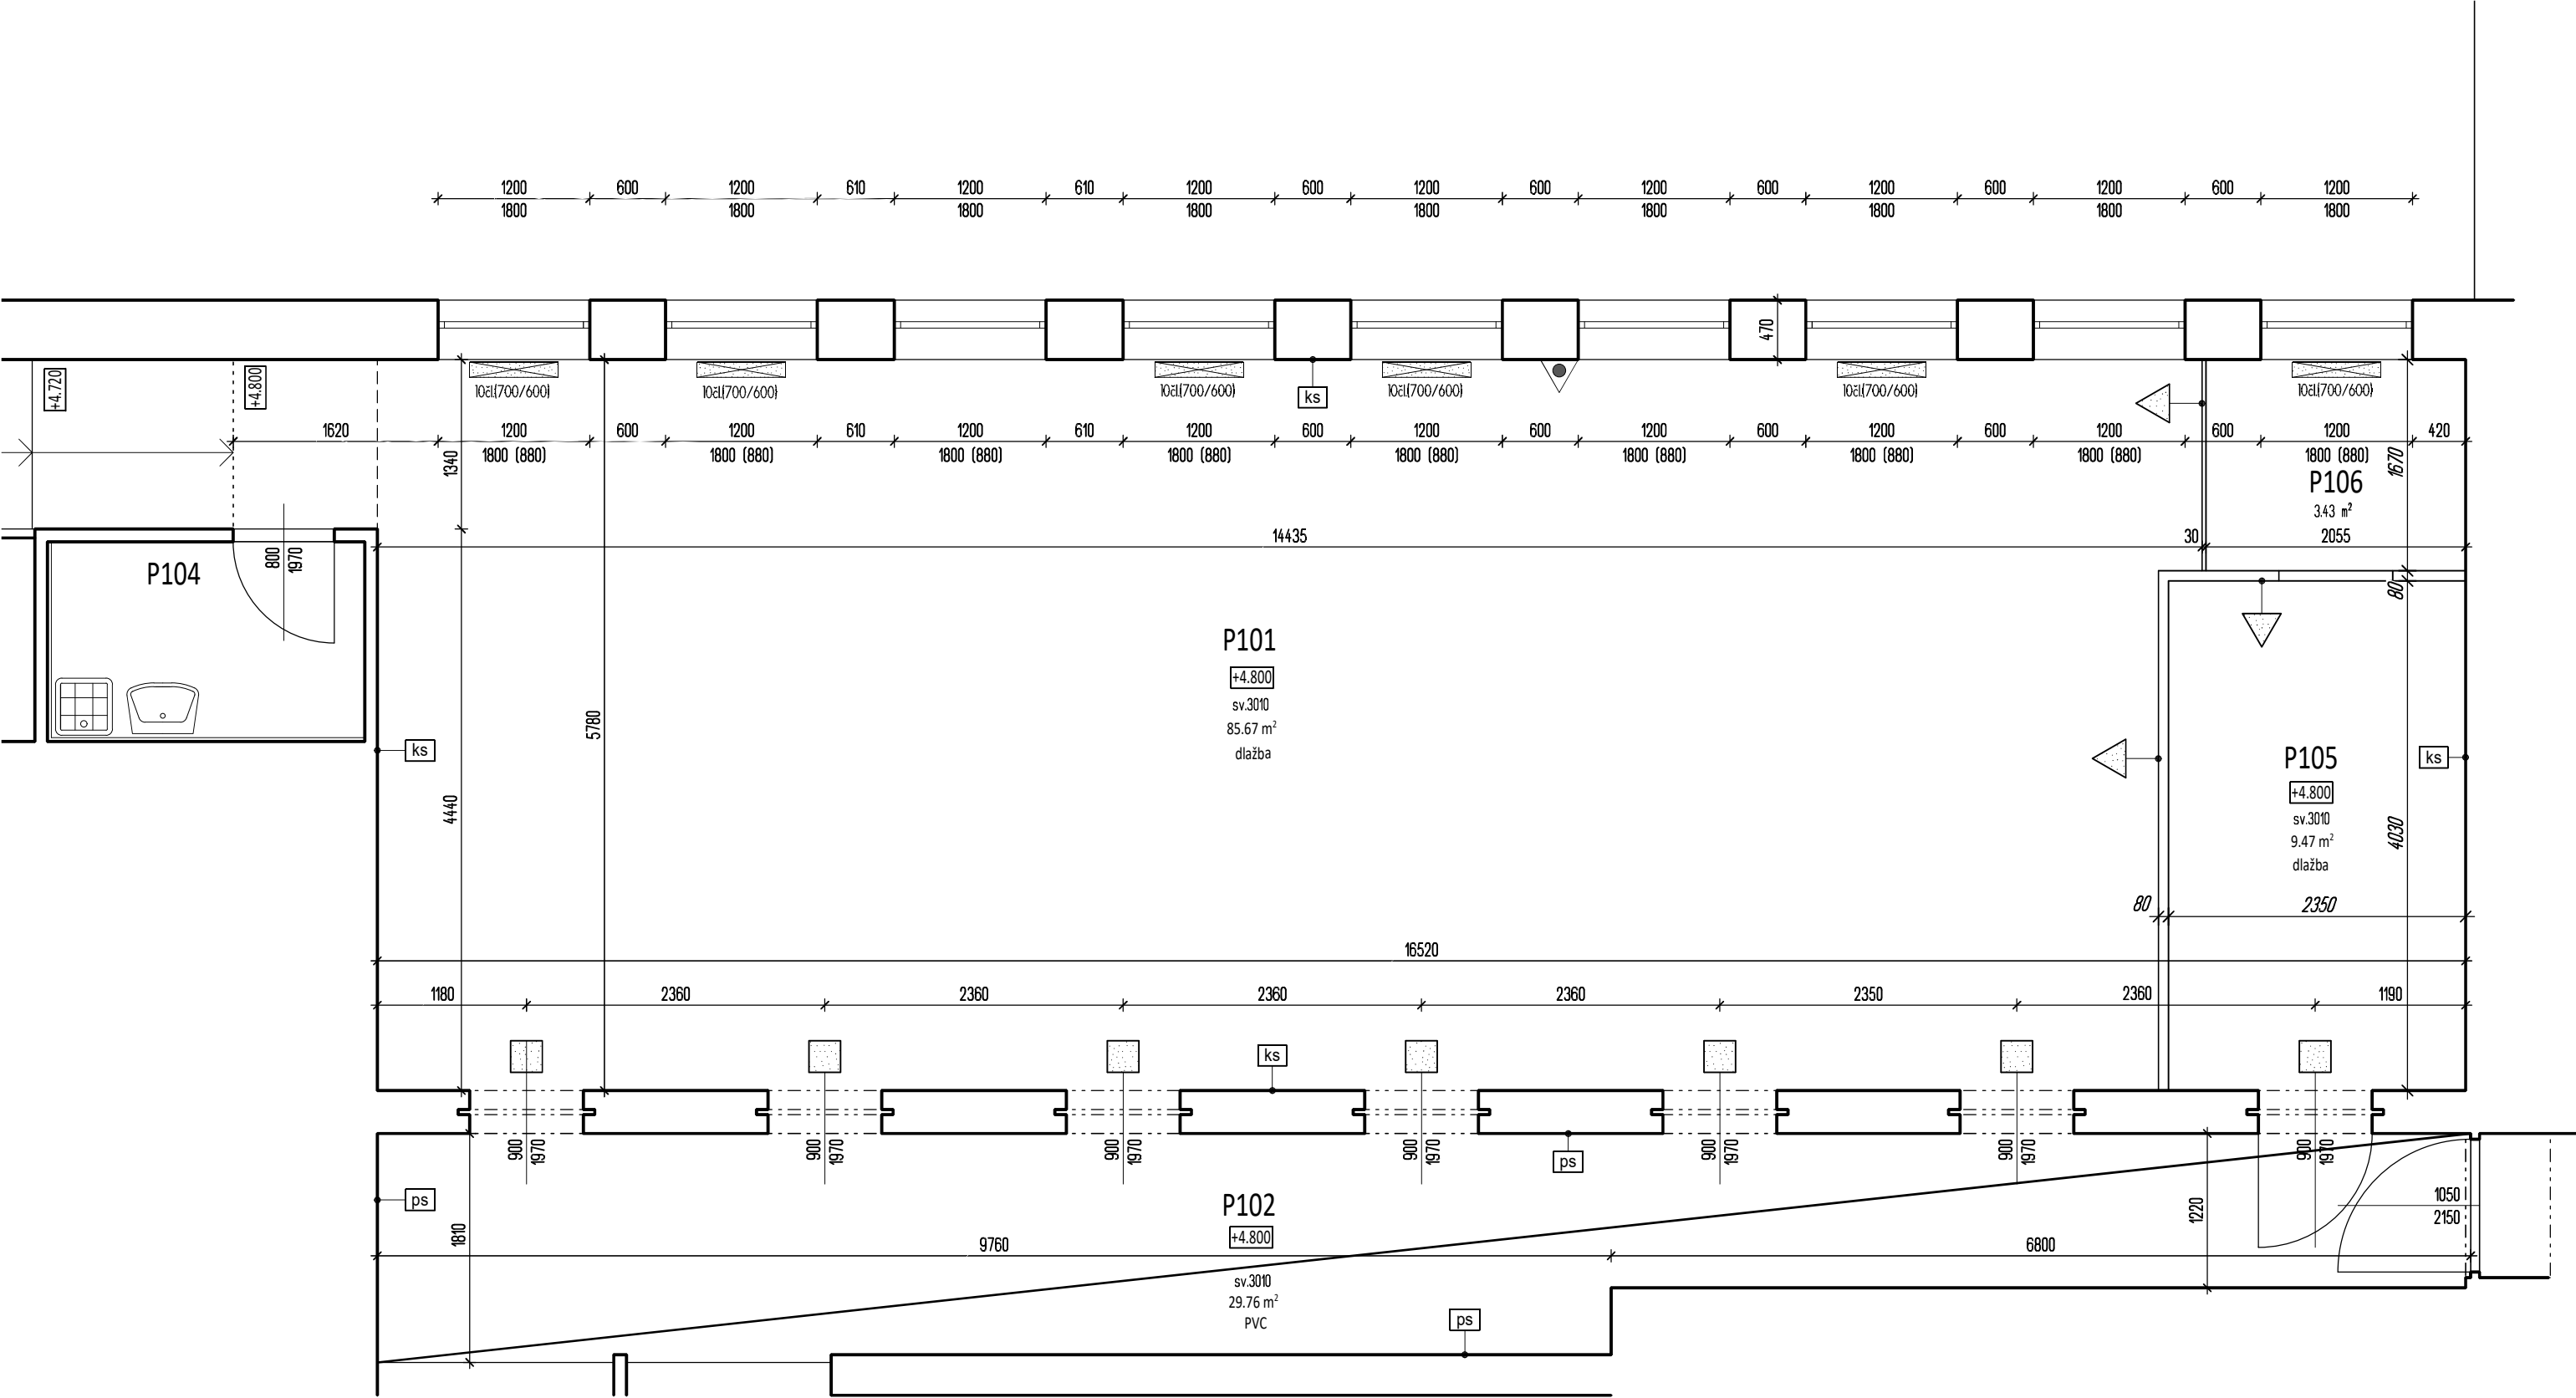 1200 600 1200 610 1200 610 1200 600 1200 600 1200 600 1200 600 1200 600 1200
1800 1800 1800 1800 1800 1800 1800 1800 1800
470
+4.720
+4.800
10čl.(700/600) 10čl.(700/600) 10čl.(700/600) 10čl.(700/600) 10čl.(700/600) 10čl.(700/600)
ks
1620 1200 600 1200 610 1200 610 1200 600 1200 600 1200 600 1200 600 1200 600 1200 420
1800 (880) 1800 (880) 1800 (880) 1800 (880) 1800 (880) 1800 (880) 1800 (880) 1800 (880) 1800 (880)
1340
1670
P106
3.43 m²
14435 30 2055
800
1970
P104
80
P101
+4.800
sv.3010
85.67 m²
dlažba
5780
ks
4440
P105
+4.800
sv.3010
9.47 m²
dlažba
ks
4030
80 2350
16520
1180 2360 2360 2360 2360 2350 2360 1190
ks
900 900 900 900 900 900 900
1970 1970 1970 1970 1970 1970 1970
ps
ps
P102
+4.800
1810
1220
1050
2150
9760 6800
sv.3010
29.76 m²
PVC
ps